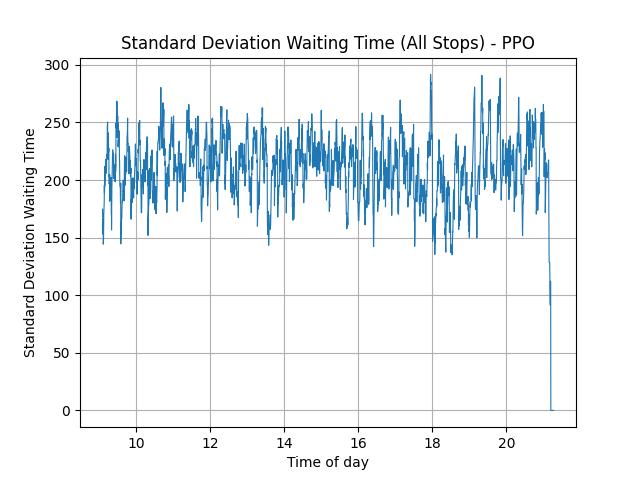 Standard Deviation Waiting Time (All Stops) - PPO
Standard Deviation Waiting Time
300
250
200
150
100
50
0
10 12 14 16 18 20
Time of day